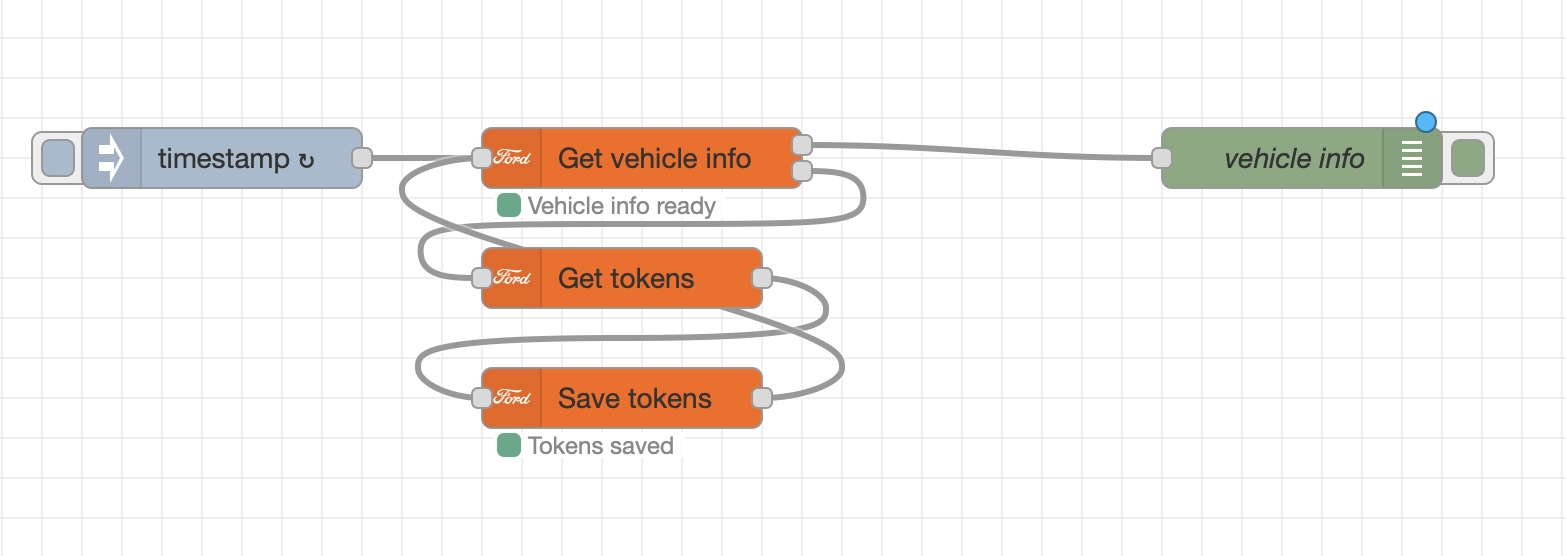 timestamp ↻
Ford
Get vehicle info
vehicle info
Vehicle info ready
Ford
Get tokens
Ford
Save tokens
Tokens saved